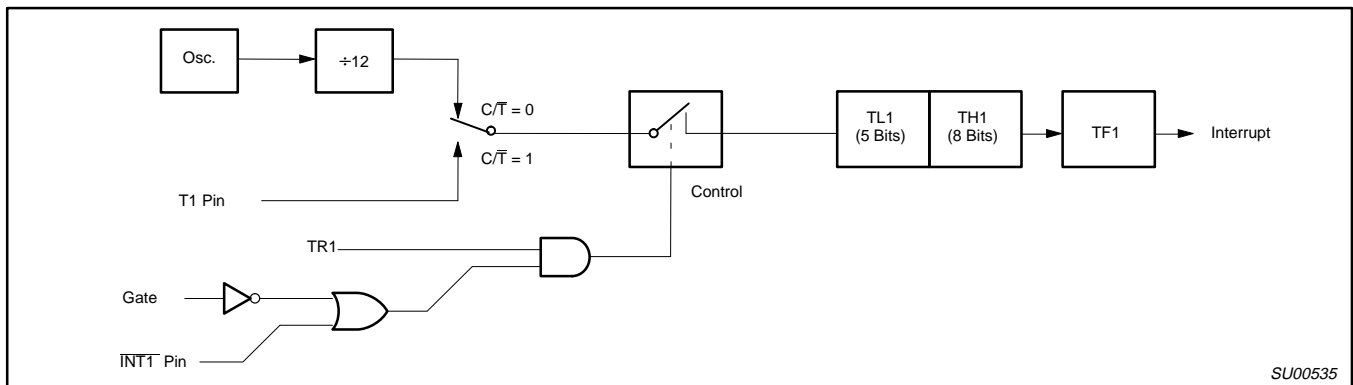 Osc.
÷12
C/T̅ = 0
C/T̅ = 1
T1 Pin
TL1
(5 Bits)
TH1
(8 Bits)
TF1
Interrupt
Control
TR1
Gate
I̅N̅T̅1̅ Pin
SU00535